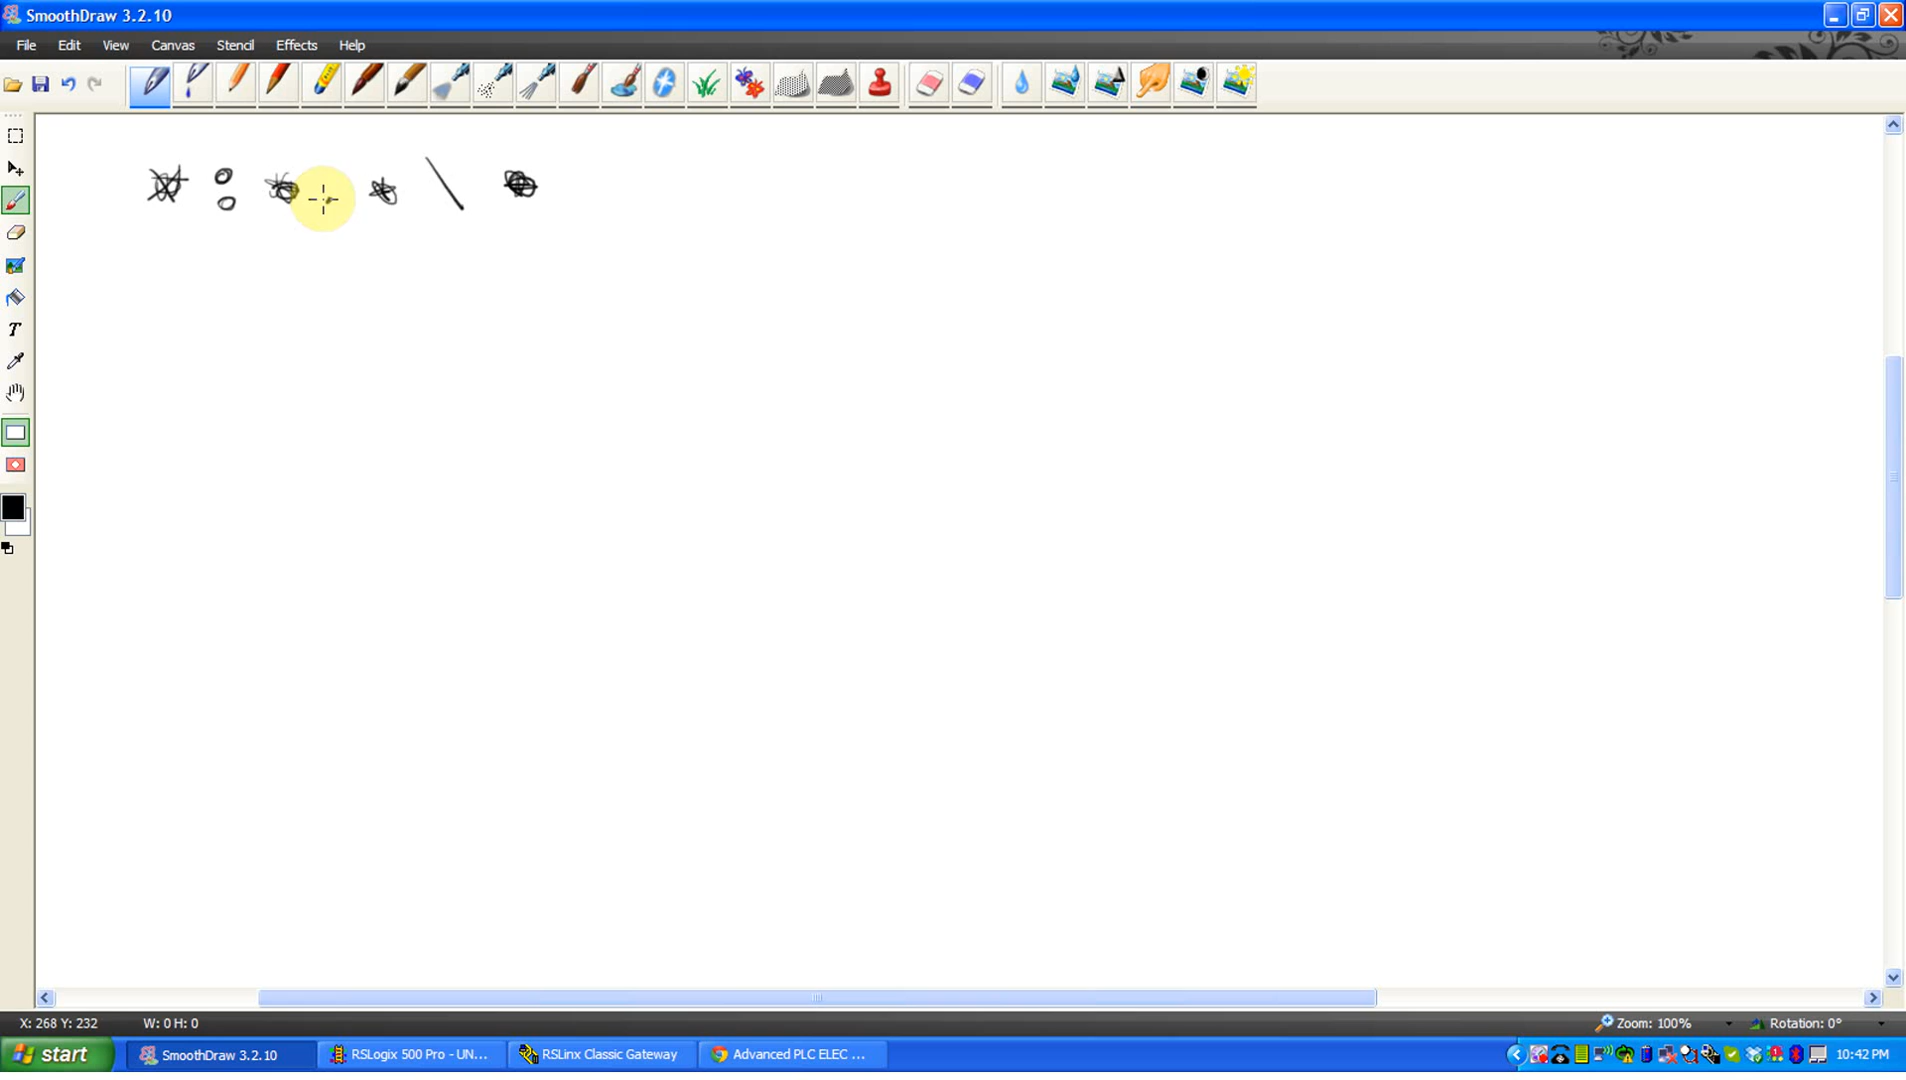 SmoothDraw 3.2.10
File Edit View Canvas Stencil Effects Help
* : * . * \ *
T
X: 268 Y: 232 W: 0 H: 0 Zoom: 100% Rotation: 0°
start SmoothDraw 3.2.10 RSLogix 500 Pro - UN... RSLinx Classic Gateway Advanced PLC ELEC ... 10:42 PM